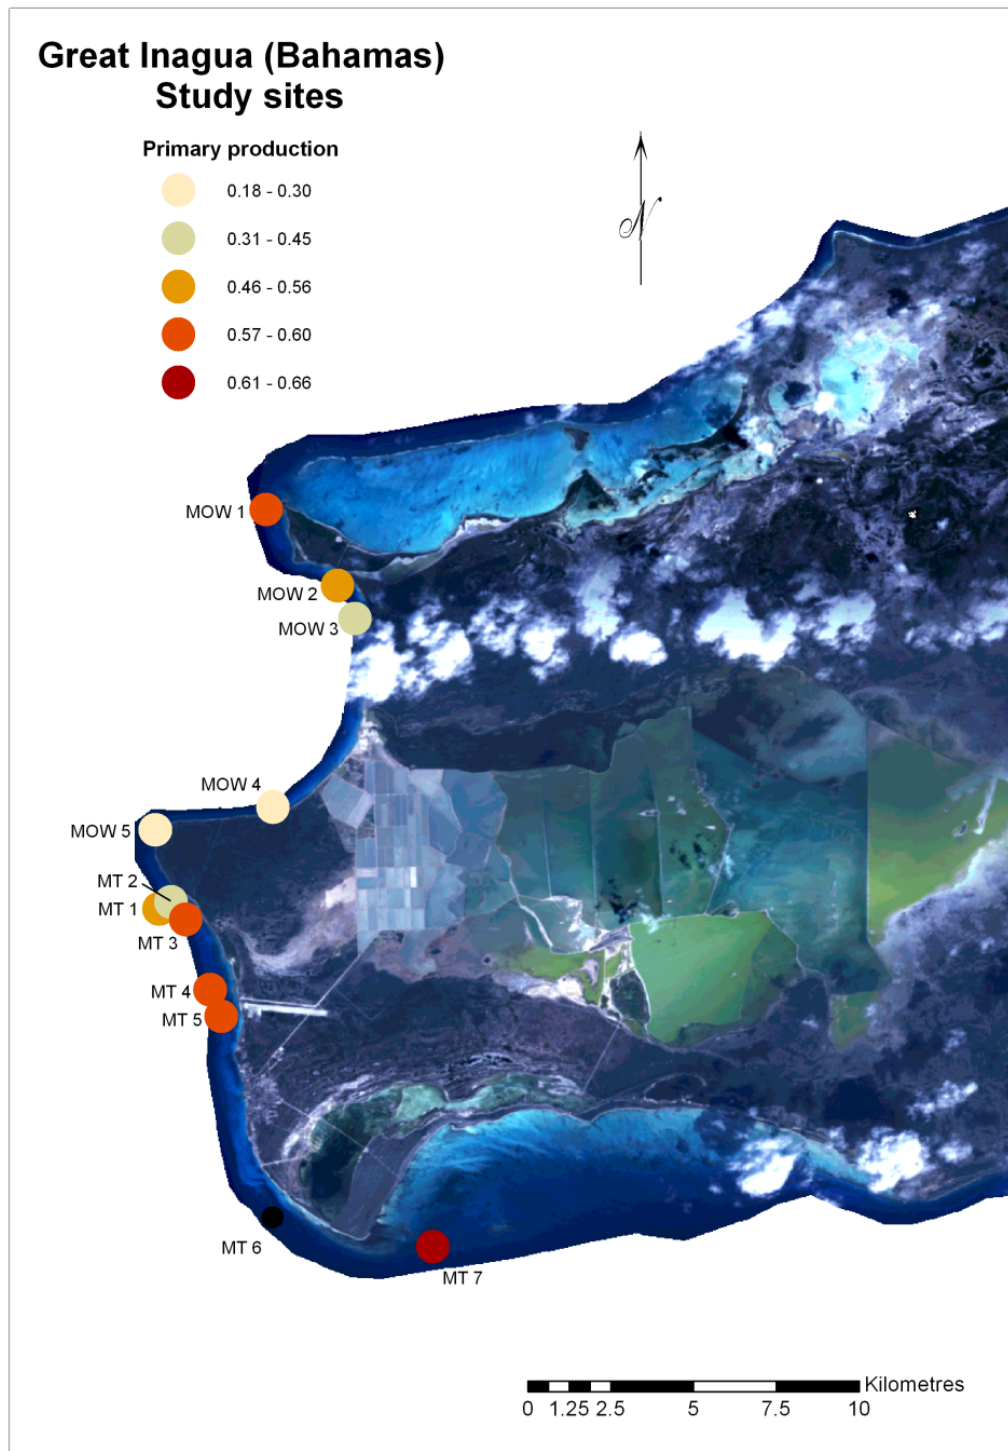 Great Inagua (Bahamas)
Study sites
Primary production
0.18 - 0.30
0.31 - 0.45
0.46 - 0.56
0.57 - 0.60
0.61 - 0.66
N
MOW 1
MOW 2
MOW 3
MOW 4
MOW 5
MT 2
MT 1
MT 3
MT 4
MT 5
MT 6
MT 7
Kilometres
0 1.25 2.5 5 7.5 10